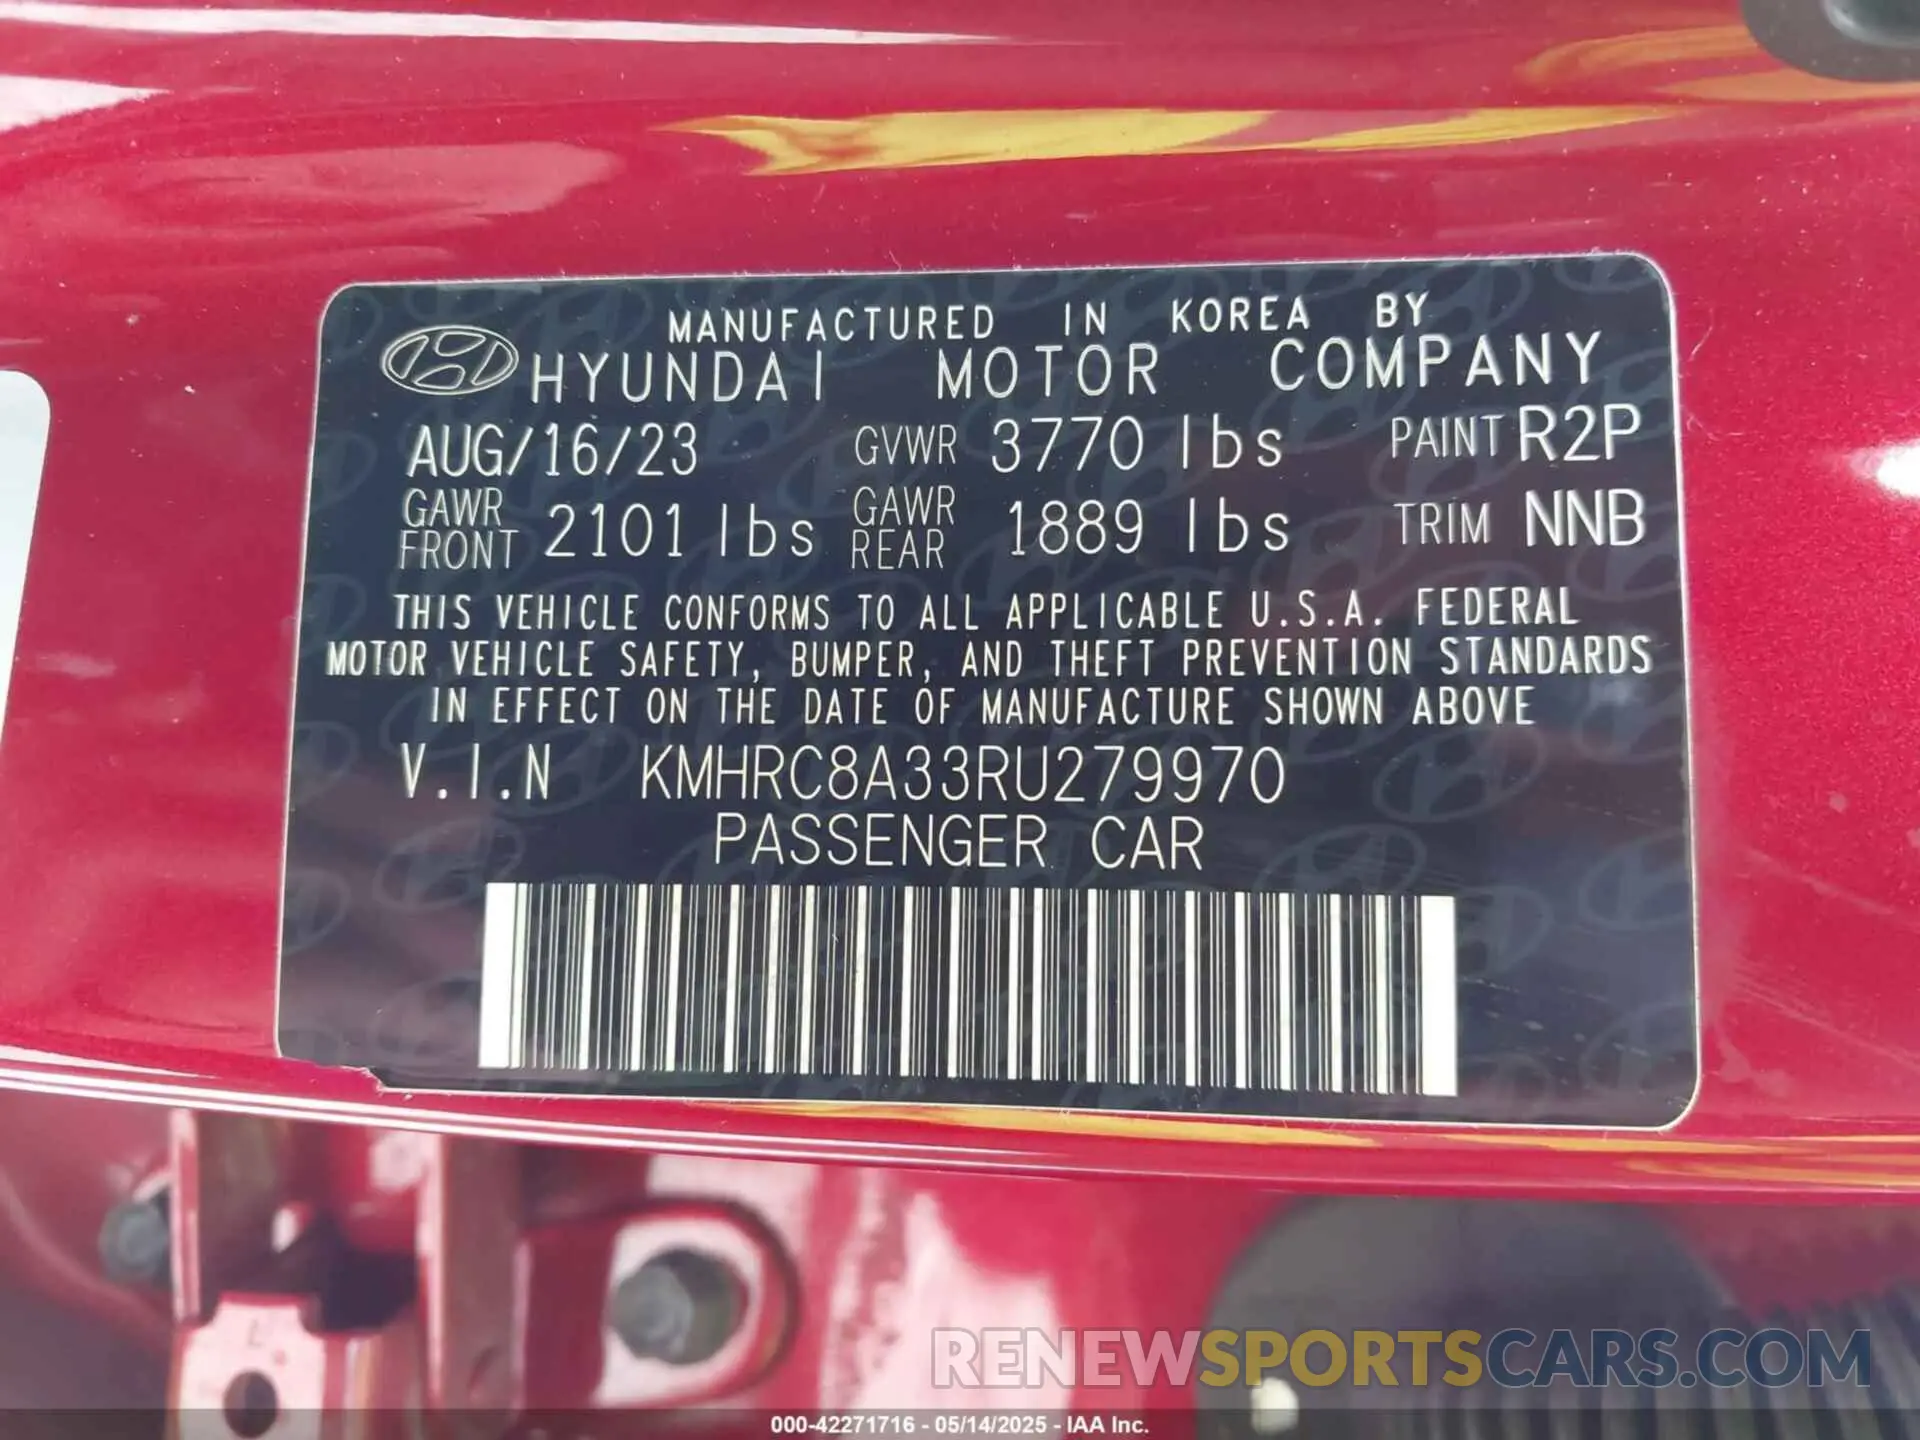 MANUFACTURED IN KOREA BY
HYUNDAI MOTOR COMPANY
AUG/16/23 GVWR 3770 lbs PAINT R2P
GAWR FRONT 2101 lbs GAWR REAR 1889 lbs TRIM NNB
THIS VEHICLE CONFORMS TO ALL APPLICABLE U.S.A. FEDERAL
MOTOR VEHICLE SAFETY, BUMPER, AND THEFT PREVENTION STANDARDS
IN EFFECT ON THE DATE OF MANUFACTURE SHOWN ABOVE
V.I.N KMHRC8A33RU279970
PASSENGER CAR
L
RENEWSPORTSCARS.COM
000-42271716 - 05/14/2025 - IAA Inc.